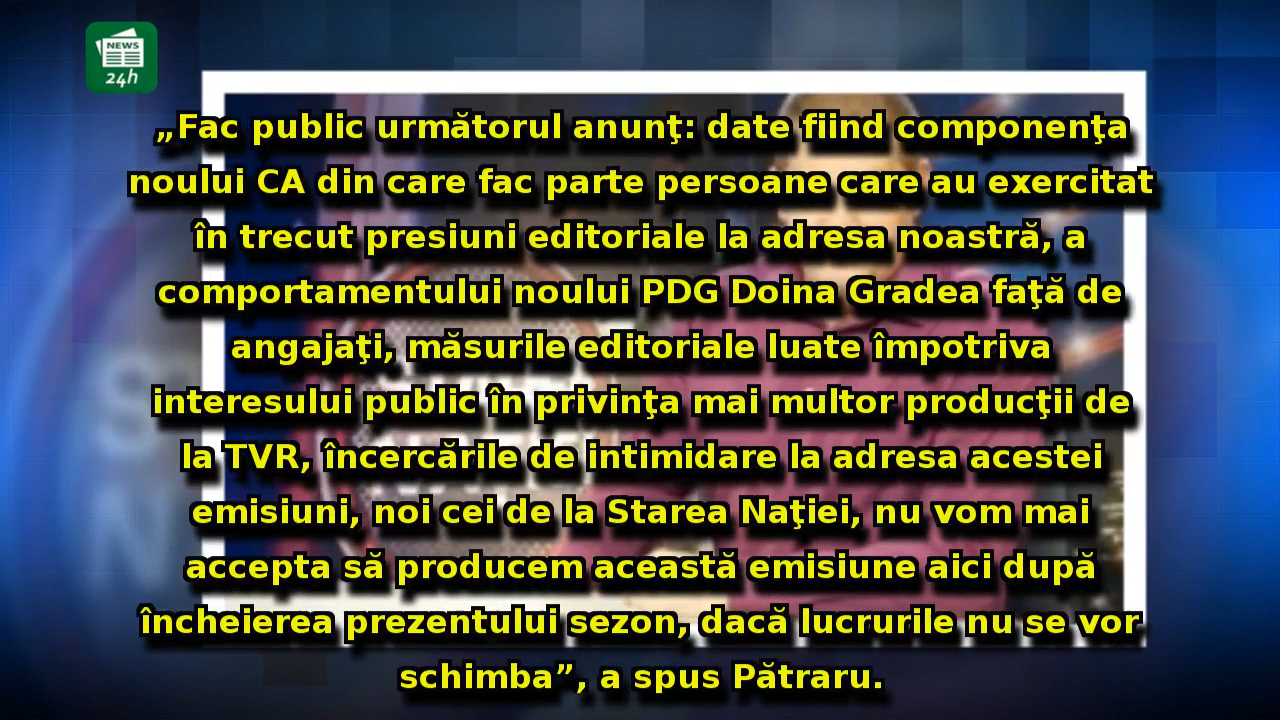 NEWS
24h
„Fac public următorul anunţ: date fiind componenţa
noului CA din care fac parte persoane care au exercitat
în trecut presiuni editoriale la adresa noastră, a
comportamentului noului PDG Doina Gradea faţă de
angajaţi, măsurile editoriale luate împotriva
interesului public în privinţa mai multor producţii de
la TVR, încercările de intimidare la adresa acestei
emisiuni, noi cei de la Starea Naţiei, nu vom mai
accepta să producem această emisiune aici după
încheierea prezentului sezon, dacă lucrurile nu se vor
schimba”, a spus Pătraru.